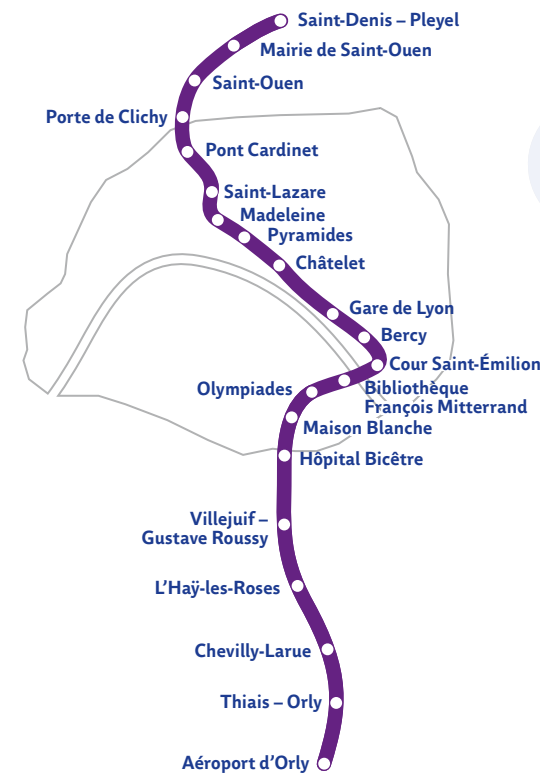 Saint-Denis – Pleyel
Mairie de Saint-Ouen
Saint-Ouen
Porte de Clichy
Pont Cardinet
Saint-Lazare
Madeleine
Pyramides
Châtelet
Gare de Lyon
Bercy
Cour Saint-Émilion
Bibliothèque
François Mitterrand
Olympiades
Maison Blanche
Hôpital Bicêtre
Villejuif –
Gustave Roussy
L'Haÿ-les-Roses
Chevilly-Larue
Thiais – Orly
Aéroport d'Orly